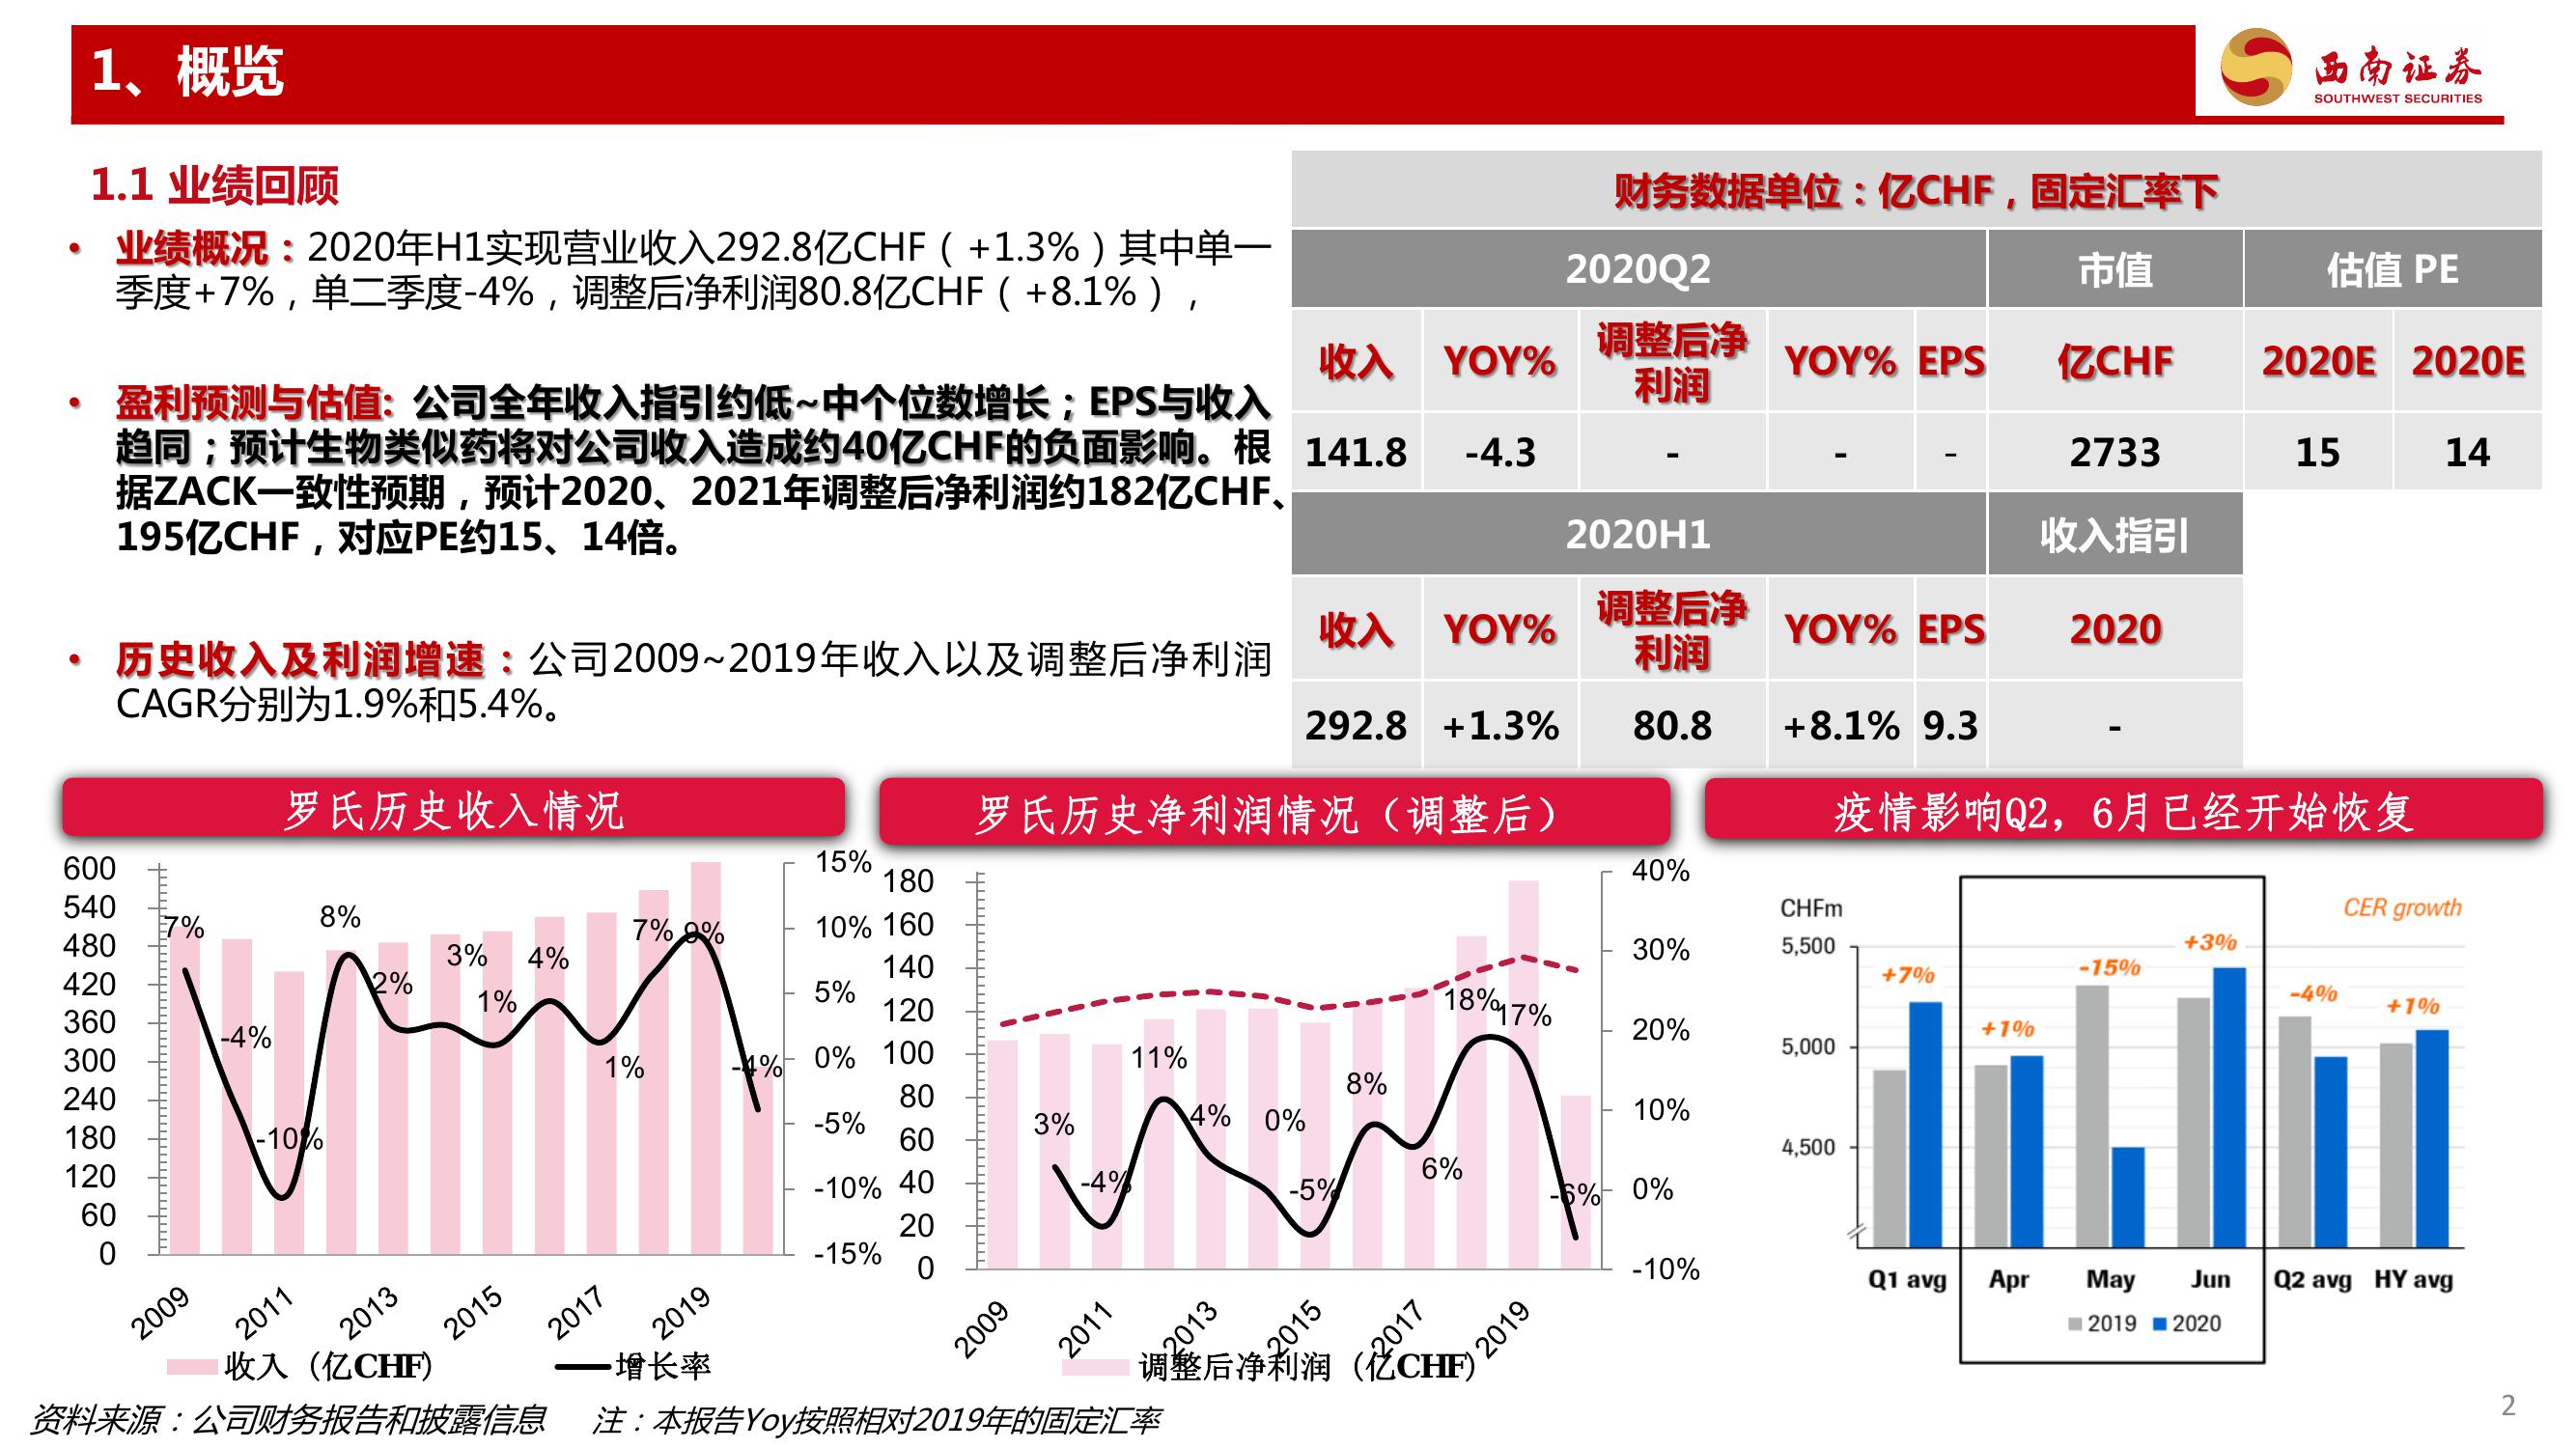 1、概览
西南证券
SOUTHWEST SECURITIES
1.1 业绩回顾
• 业绩概况：2020年H1实现营业收入292.8亿CHF（+1.3%）其中单一
季度+7%，单二季度-4%，调整后净利润80.8亿CHF（+8.1%），
• 盈利预测与估值: 公司全年收入指引约低~中个位数增长；EPS与收入
趋同；预计生物类似药将对公司收入造成约40亿CHF的负面影响。根
据ZACK一致性预期，预计2020、2021年调整后净利润约182亿CHF、
195亿CHF，对应PE约15、14倍。
• 历史收入及利润增速：公司2009~2019年收入以及调整后净利润
CAGR分别为1.9%和5.4%。
财务数据单位：亿CHF，固定汇率下
2020Q2 市值 估值 PE
收入 YOY% 调整后净 YOY% EPS 亿CHF 2020E 2020E
利润
141.8 -4.3 - - - 2733 15 14
2020H1 收入指引
收入 YOY% 调整后净 YOY% EPS 2020
利润
292.8 +1.3% 80.8 +8.1% 9.3 -
罗氏历史收入情况
600
540
480
420
360
300
240
180
120
60
0
15%
10%
5%
0%
-5%
-10%
-15%
7%
-4%
-10%
8%
2%
3%
1%
4%
1%
7%
9%
-4%
2009 2011 2013 2015 2017 2019
收入（亿CHF） 增长率
罗氏历史净利润情况（调整后）
180
160
140
120
100
80
60
40
20
0
40%
30%
20%
10%
0%
-10%
3%
-4%
11%
4%
0%
-5%
8%
6%
18%
17%
-6%
2009 2011 2013 2015 2017 2019
调整后净利润（亿CHF）
疫情影响Q2，6月已经开始恢复
CHFm
CER growth
5,500
5,000
4,500
+7%
+1%
-15%
+3%
-4%
+1%
Q1 avg Apr May Jun Q2 avg HY avg
2019 2020
资料来源：公司财务报告和披露信息 注：本报告Yoy按照相对2019年的固定汇率
2